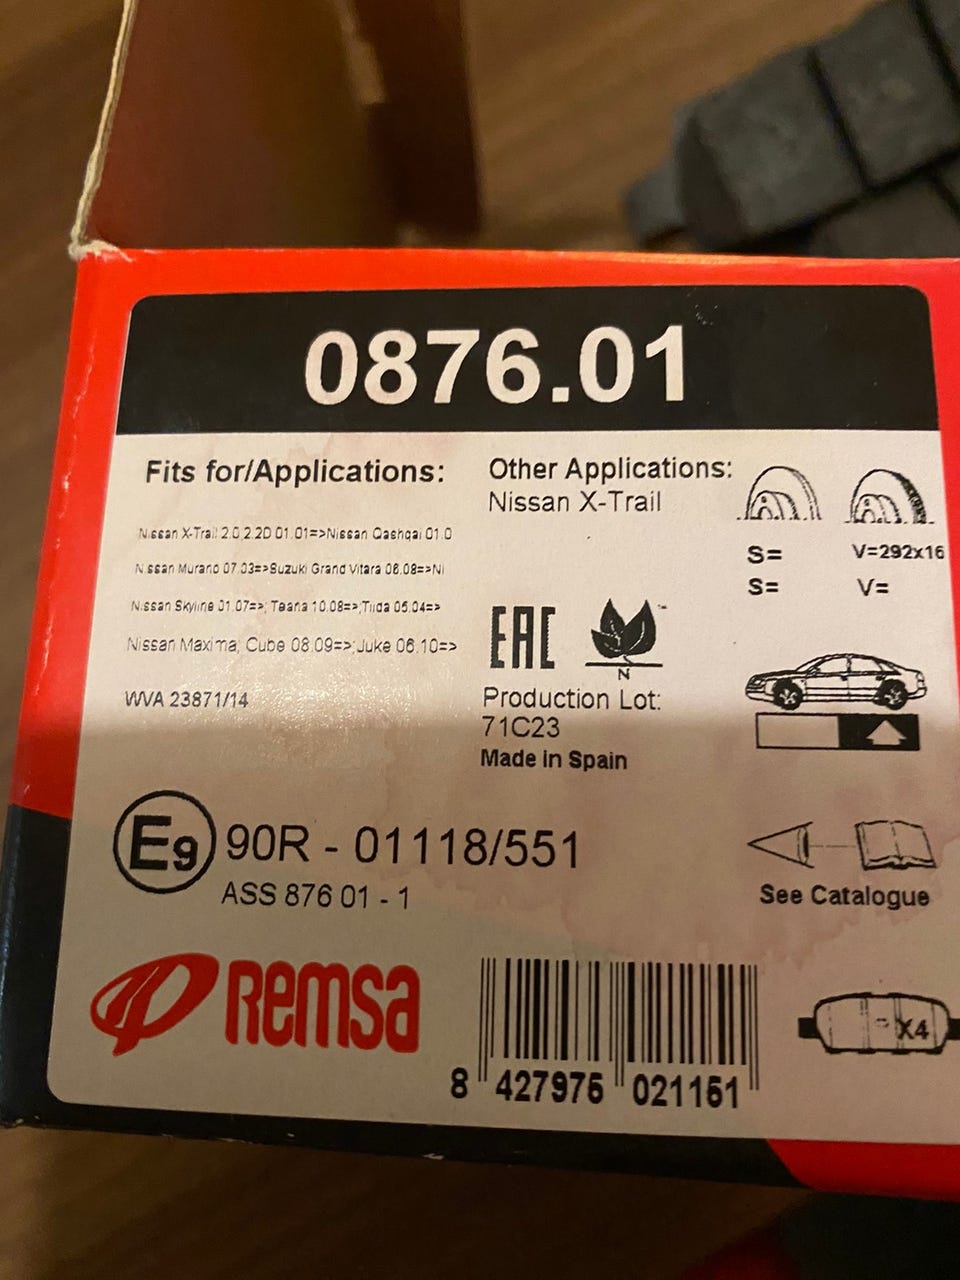 0876.01
Fits for/Applications:
Nissan X-Trail 2.0,2.2D 01.01=>Nissan Qashqai 01.0
Nissan Murano 07.03=>Suzuki Grand Vitara 06.08=>Ni
Nissan Skyline 01.07=>; Teana 10.08=>;Tiida 05.04=>
Nissan Maxima; Cube 08.09=>;Juke 06.10=>
WVA 23871/14
Other Applications:
Nissan X-Trail
S= V=292x16
S= V=
EAC
N
Production Lot:
71C23
Made in Spain
E9 90R - 01118/551
ASS 876 01 - 1
See Catalogue
Remsa
X4
8 427975 021151